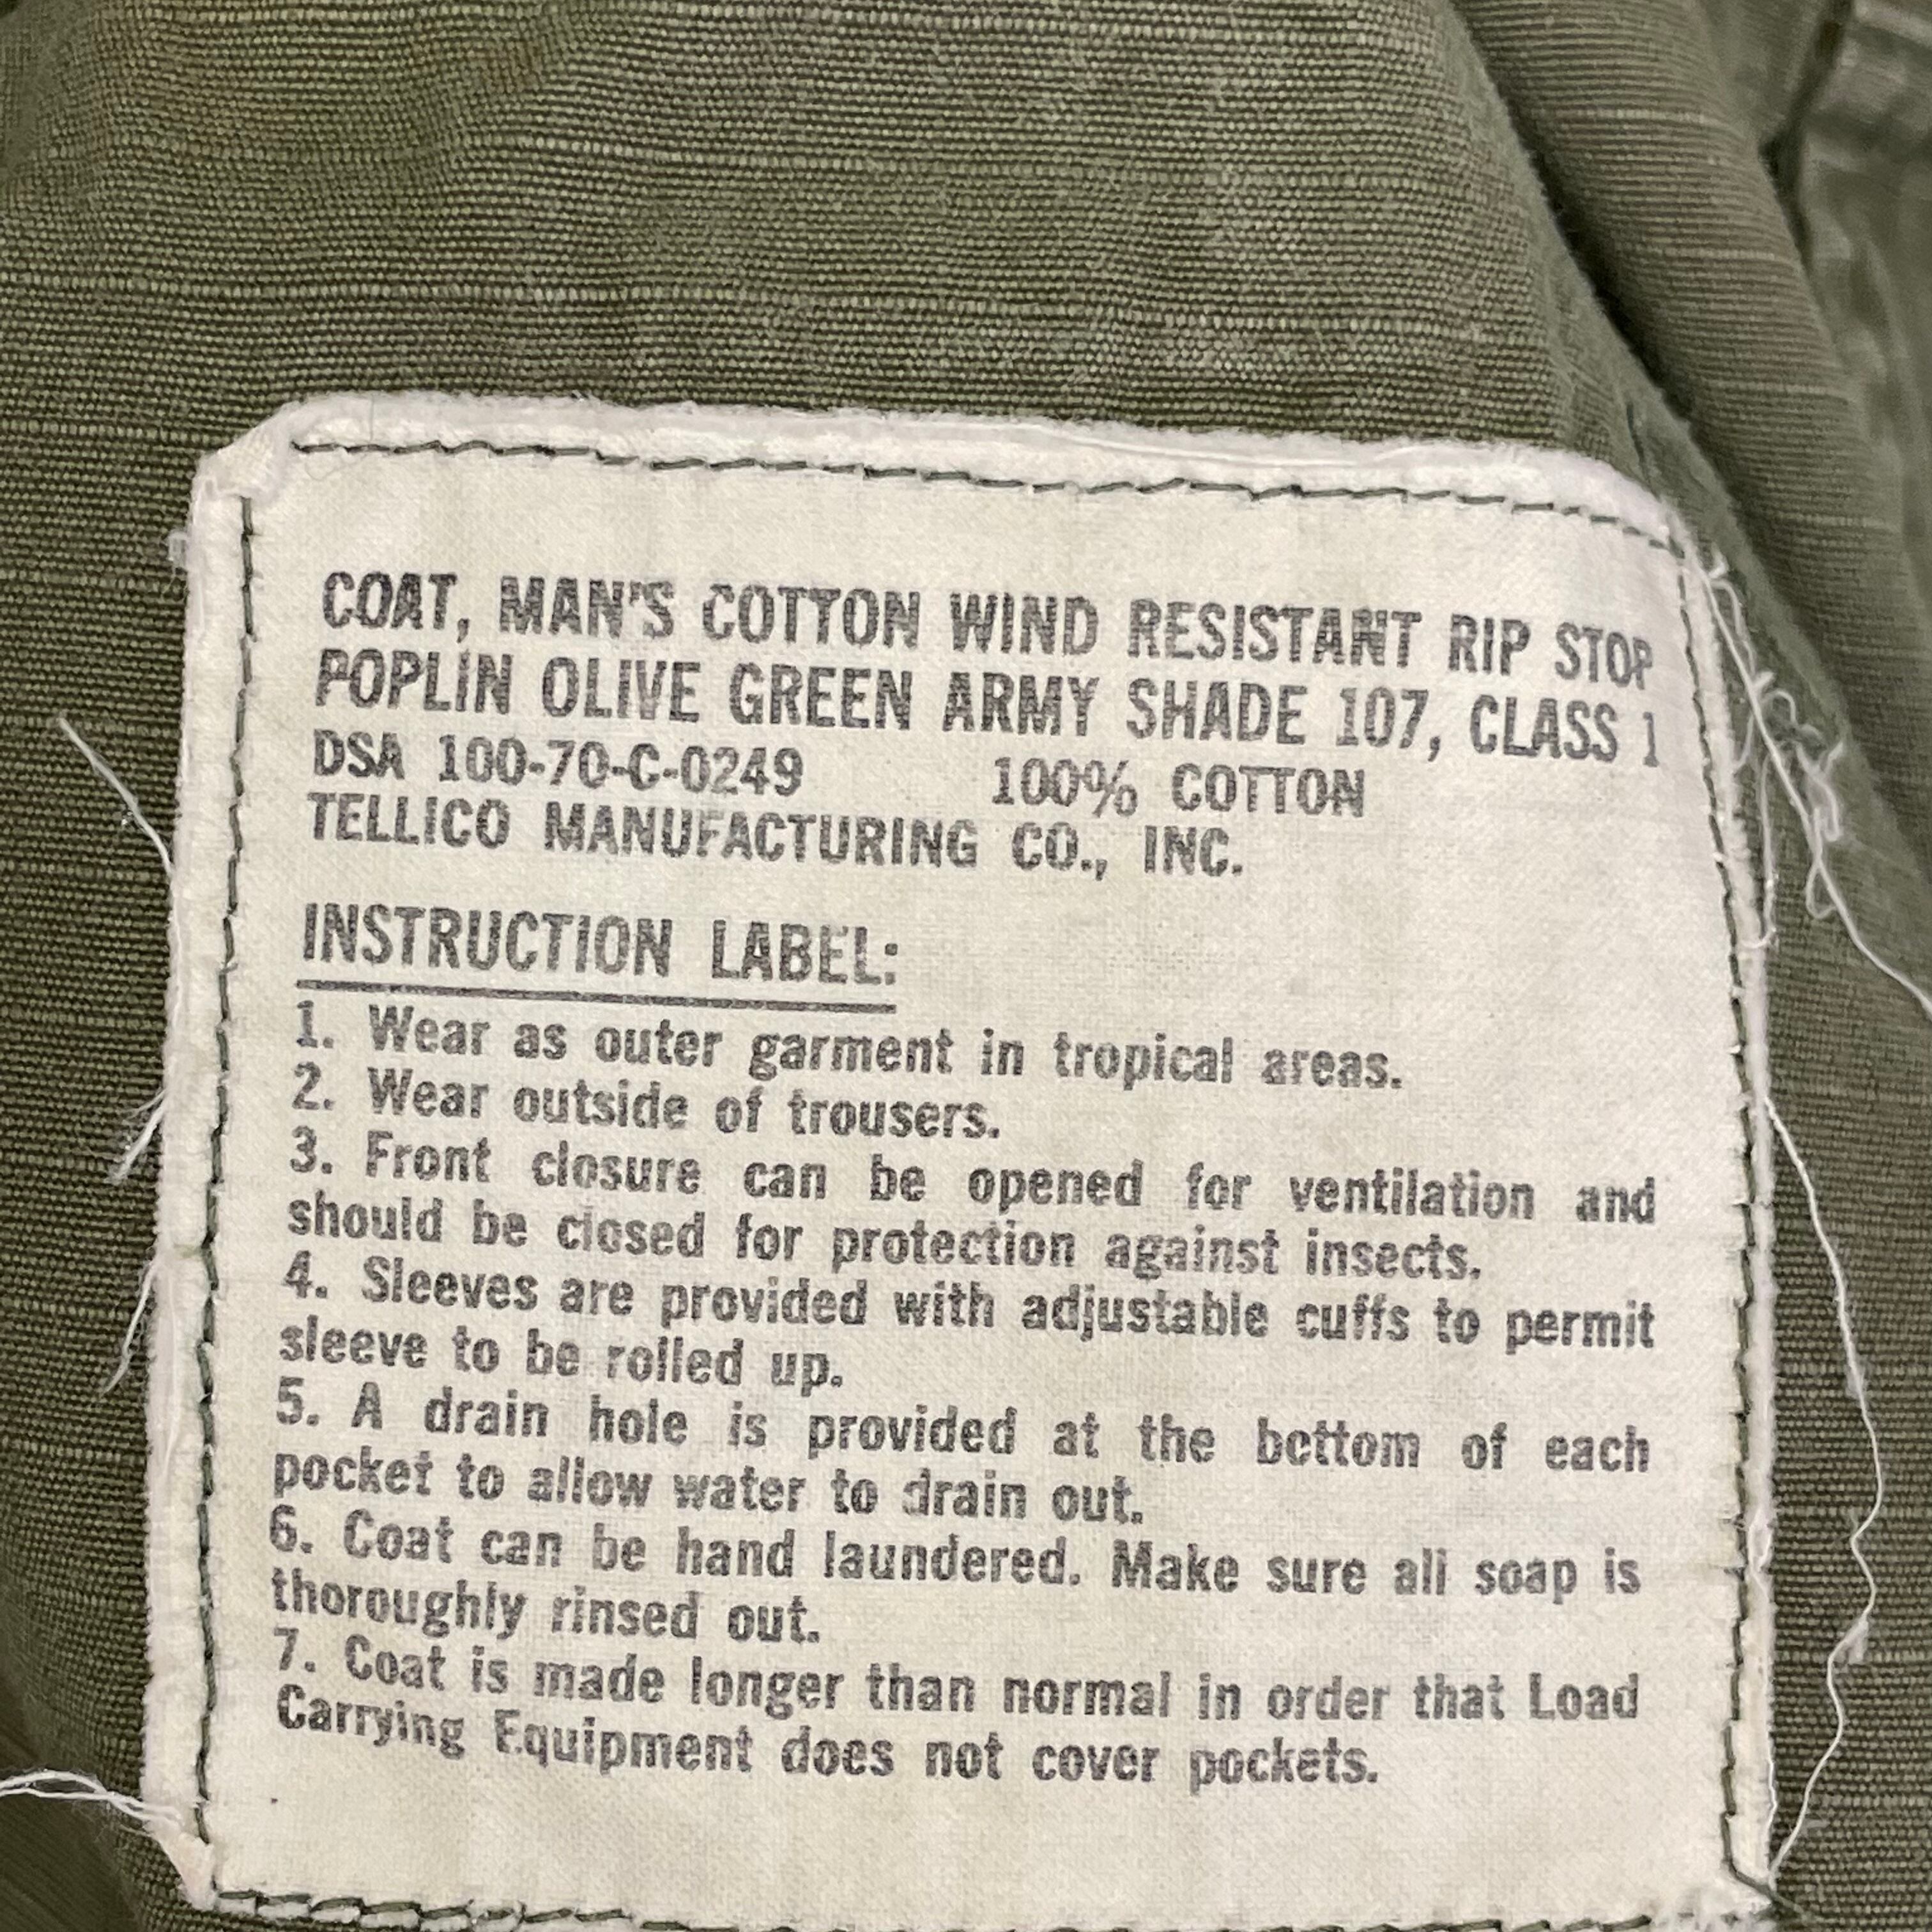 COAT, MAN'S COTTON WIND RESISTANT RIP STOP
POPLIN OLIVE GREEN ARMY SHADE 107, CLASS 1
DSA 100-70-C-0249 100% COTTON
TELLICO MANUFACTURING CO., INC.
INSTRUCTION LABEL:
1. Wear as outer garment in tropical areas.
2. Wear outside of trousers.
3. Front closure can be opened for ventilation and
should be closed for protection against insects.
4. Sleeves are provided with adjustable cuffs to permit
sleeve to be rolled up.
5. A drain hole is provided at the bottom of each
pocket to allow water to drain out.
6. Coat can be hand laundered. Make sure all soap is
thoroughly rinsed out.
7. Coat is made longer than normal in order that Load
Carrying Equipment does not cover pockets.